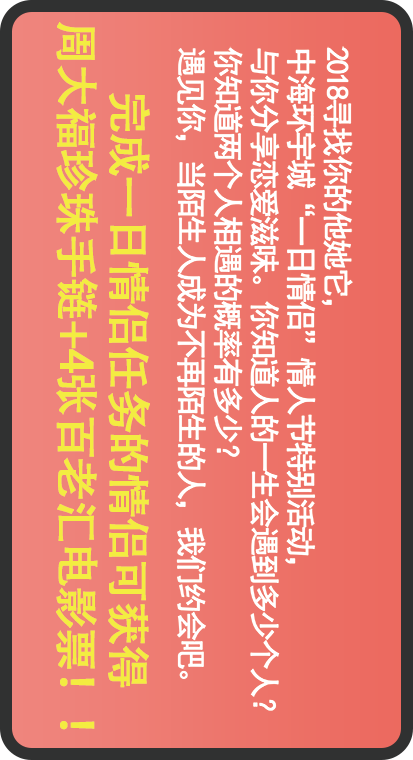 2018寻找你的他她它，
中海环宇城“一日情侣”情人节特别活动，
与你分享恋爱滋味。你知道人的一生会遇到多少个人？
你知道两个人相遇的概率有多少？
遇见你，当陌生人成为不再陌生的人，我们约会吧。
完成一日情侣任务的情侣可获得
周大福珍珠手链+4张百老汇电影票！！